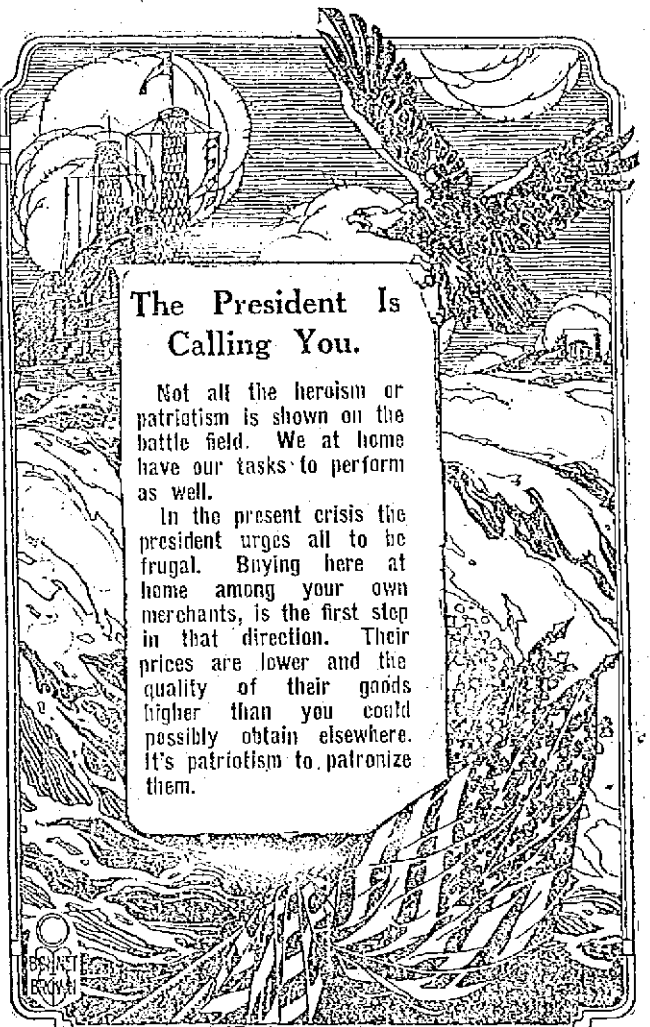 The President Is
Calling You.
Not all the heroism or
patriotism is shown on the
battle field. We at home
have our tasks to perform
as well.
In the present crisis the
president urges all to be
frugal. Buying here at
home among your own
merchants, is the first step
in that direction. Their
prices are lower and the
quality of their goods
higher than you could
possibly obtain elsewhere.
It's patriotism to patronize
them.
BROWN